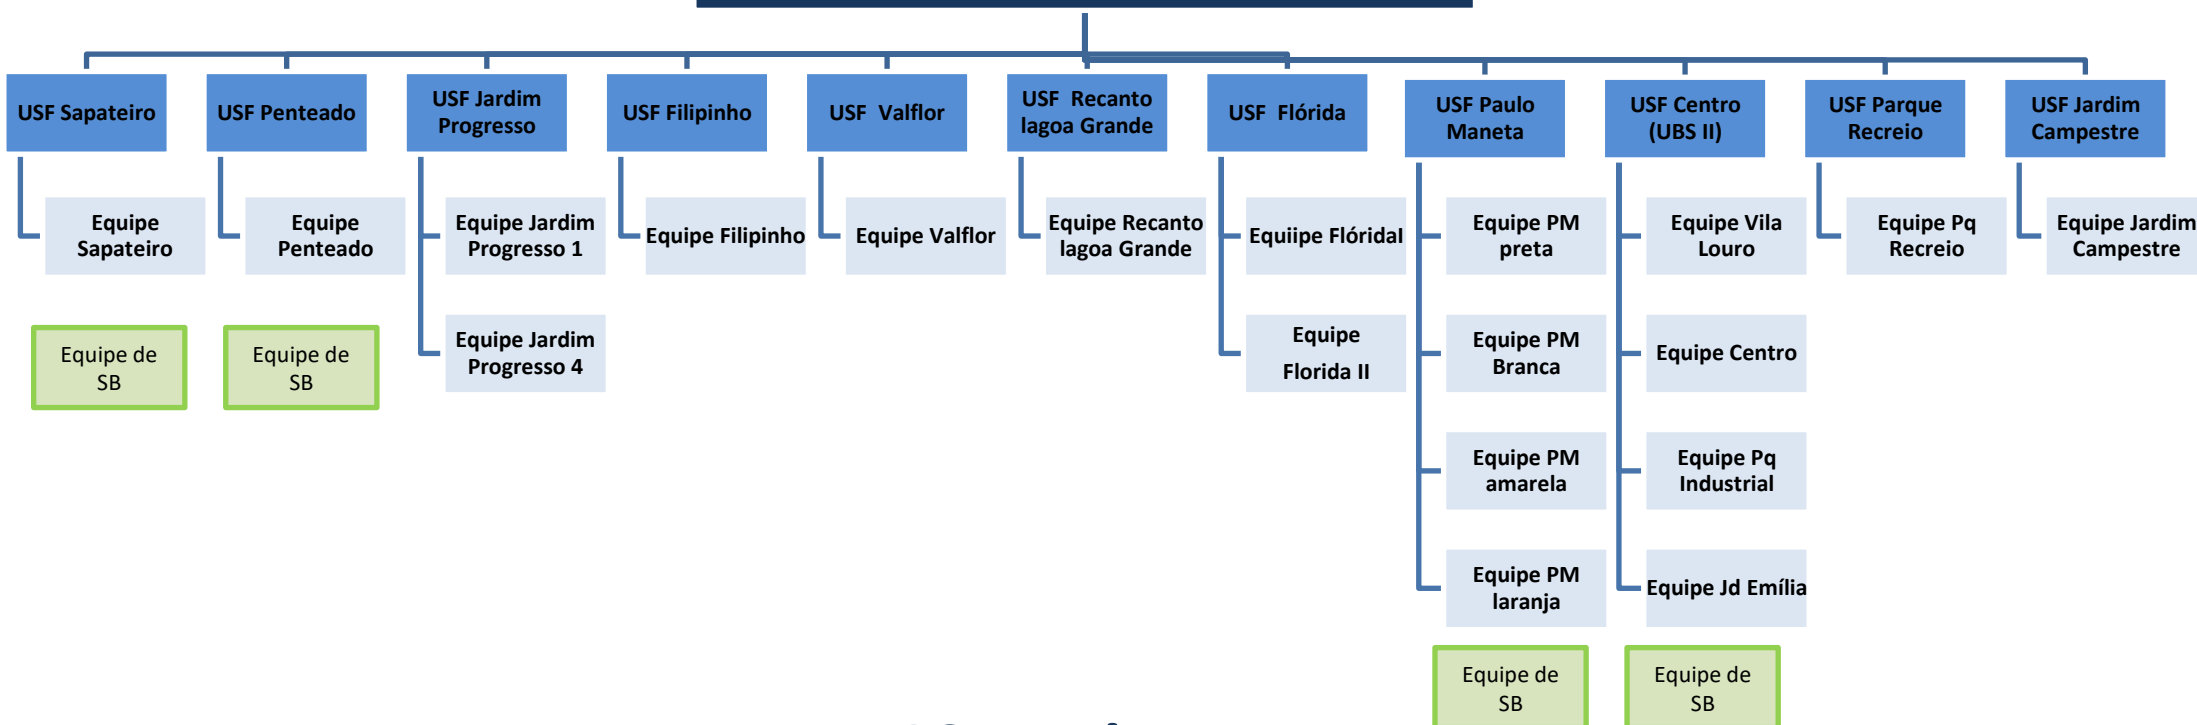 USF Sapateiro
USF Penteado
USF Jardim
Progresso
USF Filipinho
USF Valflor
USF Recanto
lagoa Grande
USF Flórida
USF Paulo
Maneta
USF Centro
(UBS II)
USF Parque
Recreio
USF Jardim
Campestre
Equipe
Sapateiro
Equipe
Penteado
Equipe Jardim
Progresso 1
Equipe Filipinho
Equipe Valflor
Equipe Recanto
lagoa Grande
Equiipe FlóridaI
Equipe PM
preta
Equipe Vila
Louro
Equipe Pq
Recreio
Equipe Jardim
Campestre
Equipe de
SB
Equipe de
SB
Equipe Jardim
Progresso 4
Equipe
Florida II
Equipe PM
Branca
Equipe Centro
Equipe PM
amarela
Equipe Pq
Industrial
Equipe PM
laranja
Equipe Jd Emília
Equipe de
SB
Equipe de
SB